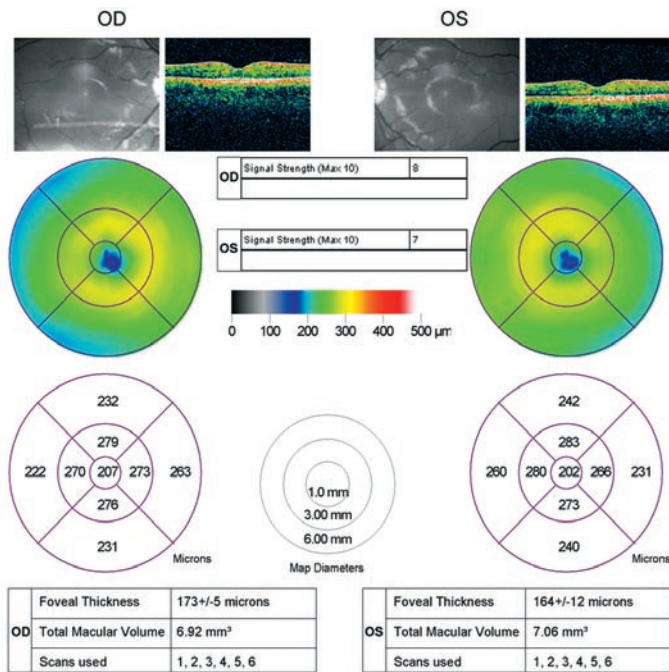 OD OS
OD Signal Strength (Max 10) 8
OS Signal Strength (Max 10) 7
0 100 200 300 400 500 µm
232
279
222 270 207 273 263
276
231
Microns
1.0 mm
3.00 mm
6.00 mm
Map Diameters
242
283
260 280 202 266 231
273
240
Microns
OD
Foveal Thickness 173+/-5 microns
Total Macular Volume 6.92 mm³
Scans used 1, 2, 3, 4, 5, 6
OS
Foveal Thickness 164+/-12 microns
Total Macular Volume 7.06 mm³
Scans used 1, 2, 3, 4, 5, 6